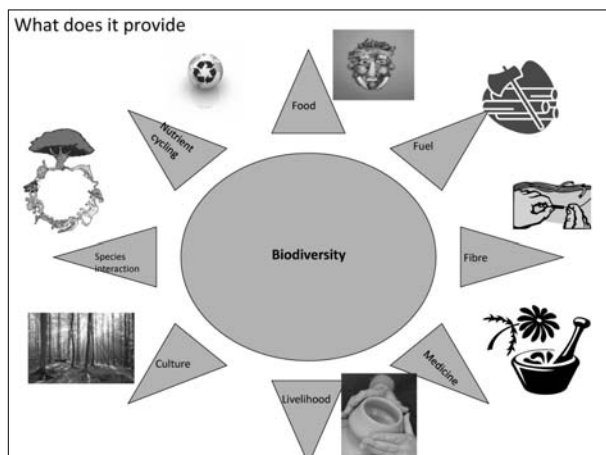 What does it provide
Food
Fuel
Fibre
Medicine
Livelihood
Culture
Species
interaction
Nutrient
cycling
Biodiversity